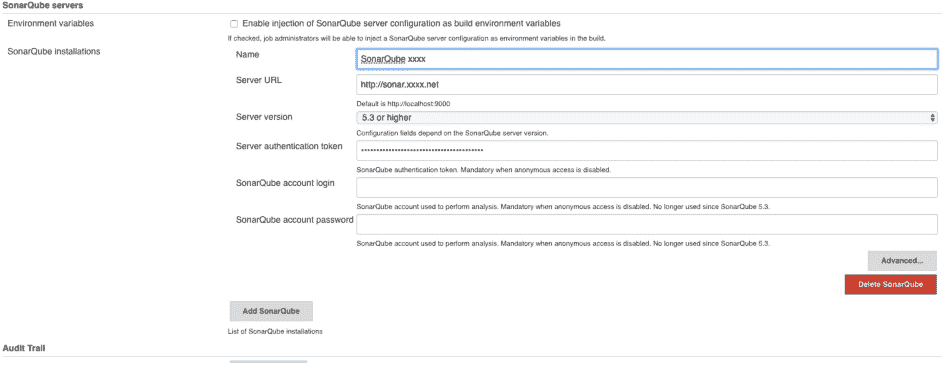 SonarQube servers
Environment variables
Enable injection of SonarQube server configuration as build environment variables
If checked, job administrators will be able to inject a SonarQube server configuration as environment variables in the build.
SonarQube installations
Name
SonarQube xxxx
Server URL
http://sonar.xxxx.net
Default is http://localhost:9000
Server version
5.3 or higher
Configuration fields depend on the SonarQube server version.
Server authentication token
SonarQube authentication token. Mandatory when anonymous access is disabled.
SonarQube account login
SonarQube account used to perform analysis. Mandatory when anonymous access is disabled. No longer used since SonarQube 5.3.
SonarQube account password
SonarQube account used to perform analysis. Mandatory when anonymous access is disabled. No longer used since SonarQube 5.3.
Advanced...
Delete SonarQube
Add SonarQube
List of SonarQube installations
Audit Trail